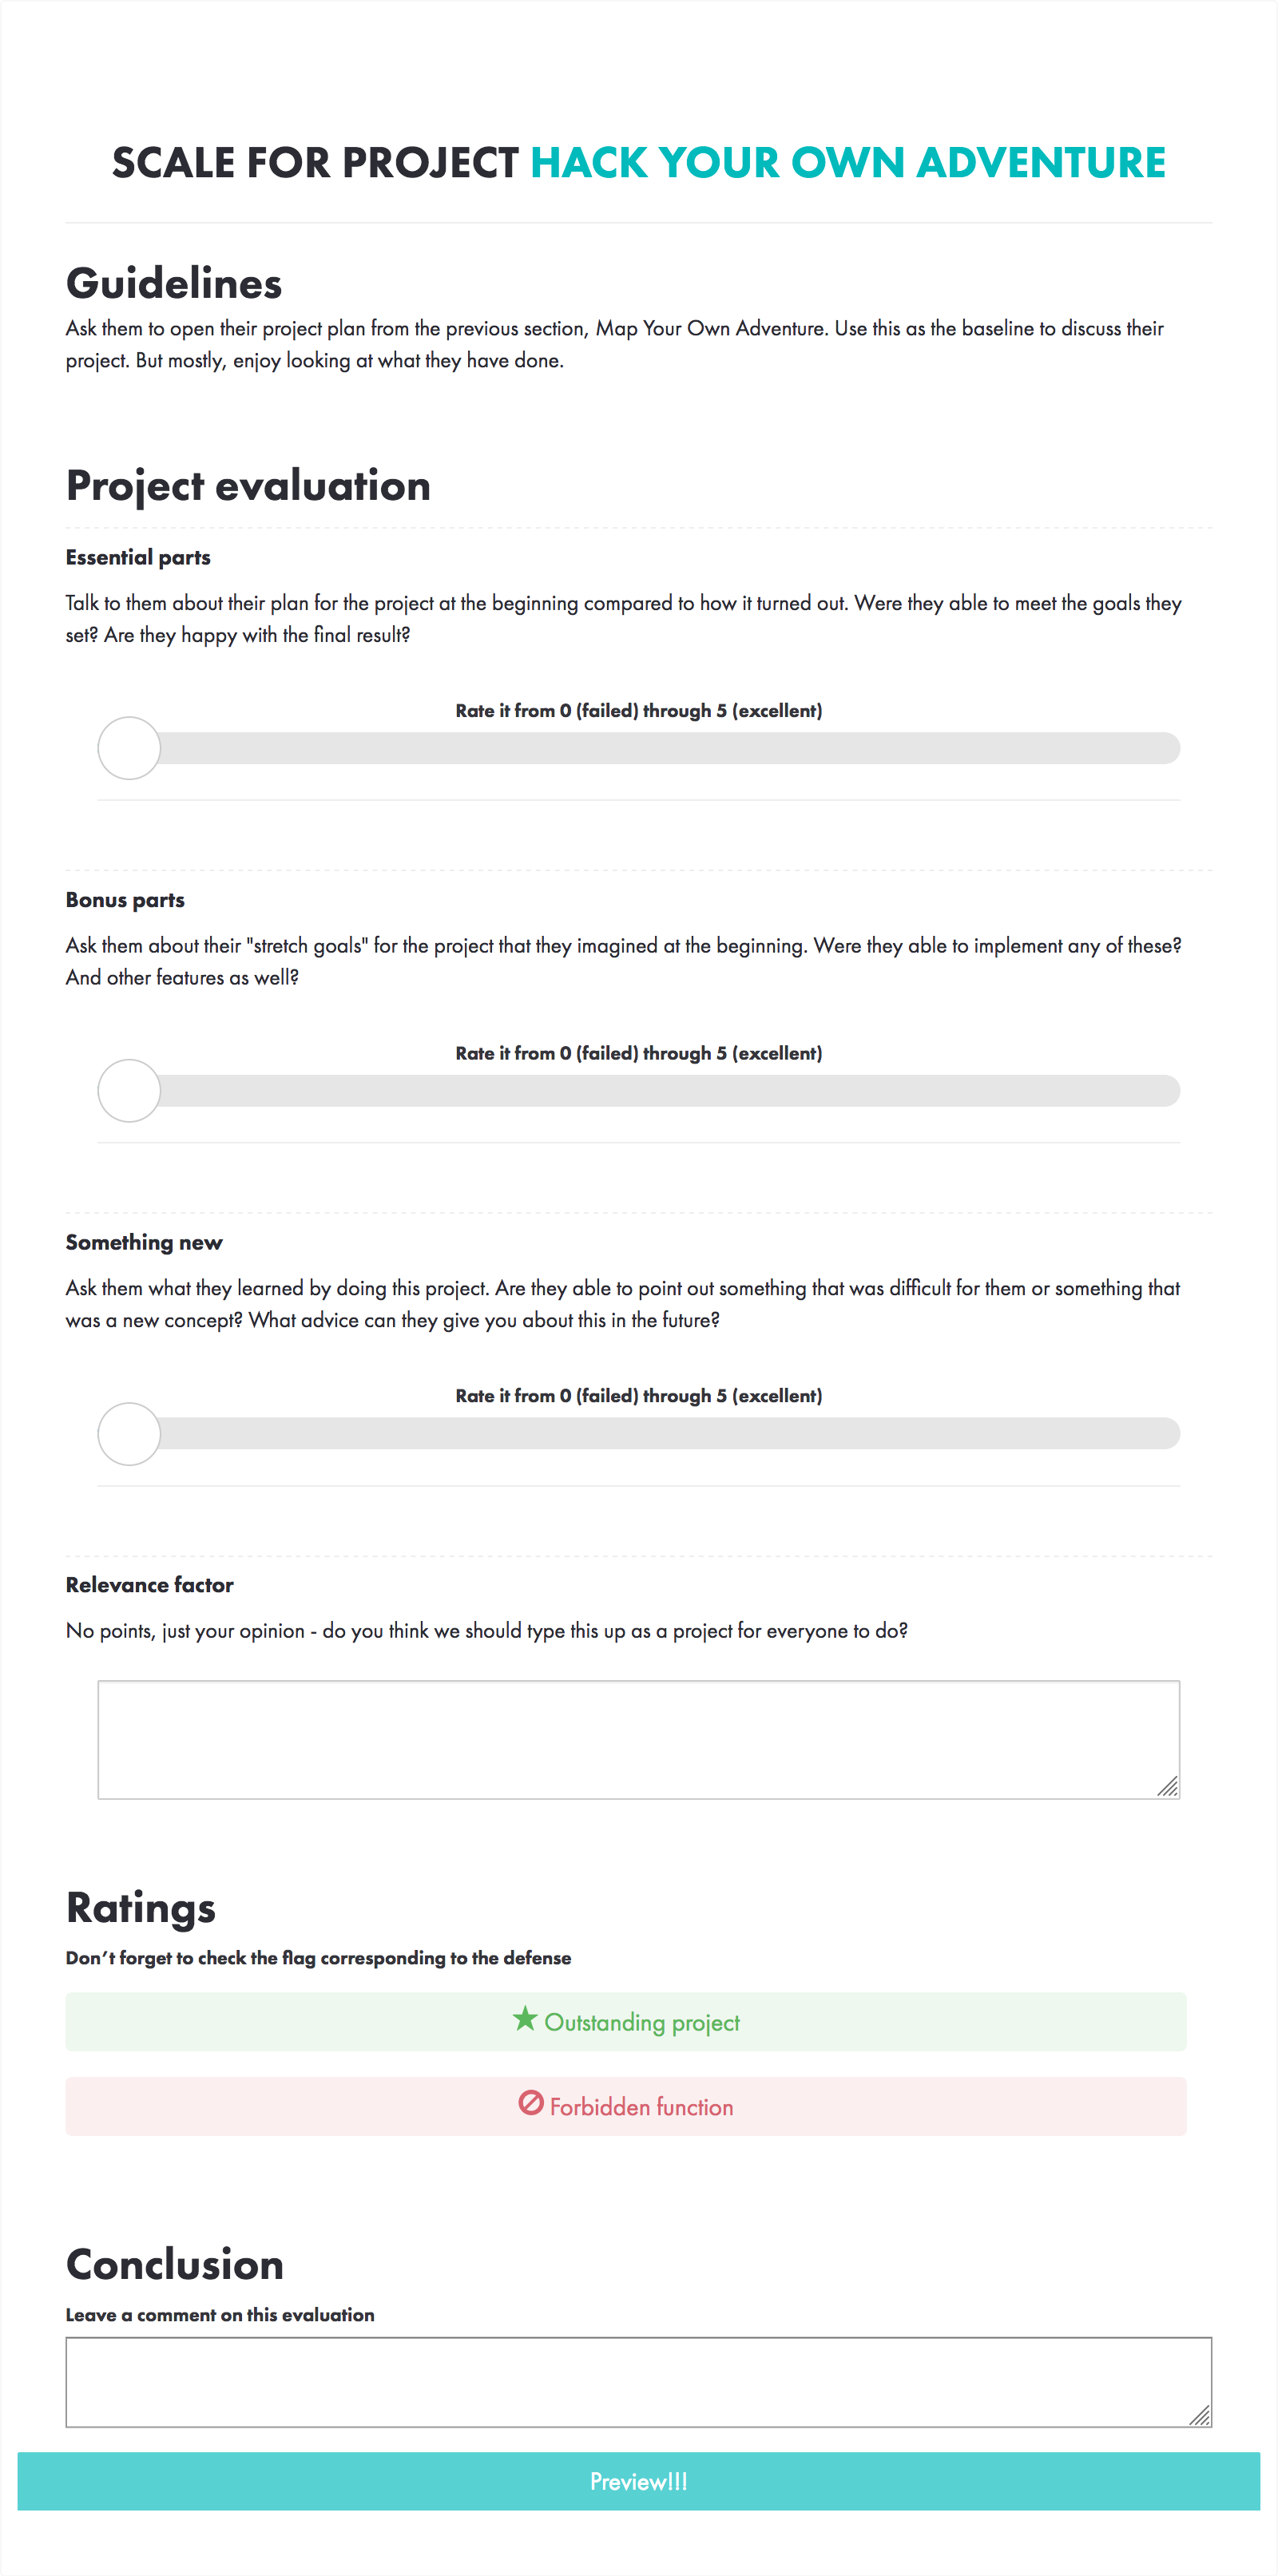 SCALE FOR PROJECT HACK YOUR OWN ADVENTURE
Guidelines
Ask them to open their project plan from the previous section, Map Your Own Adventure. Use this as the baseline to discuss their
project. But mostly, enjoy looking at what they have done.
Project evaluation
Essential parts
Talk to them about their plan for the project at the beginning compared to how it turned out. Were they able to meet the goals they
set? Are they happy with the final result?
Rate it from 0 (failed) through 5 (excellent)
Bonus parts
Ask them about their "stretch goals" for the project that they imagined at the beginning. Were they able to implement any of these?
And other features as well?
Rate it from 0 (failed) through 5 (excellent)
Something new
Ask them what they learned by doing this project. Are they able to point out something that was difficult for them or something that
was a new concept? What advice can they give you about this in the future?
Rate it from 0 (failed) through 5 (excellent)
Relevance factor
No points, just your opinion - do you think we should type this up as a project for everyone to do?
Ratings
Don’t forget to check the flag corresponding to the defense
Outstanding project
Forbidden function
Conclusion
Leave a comment on this evaluation
Preview!!!